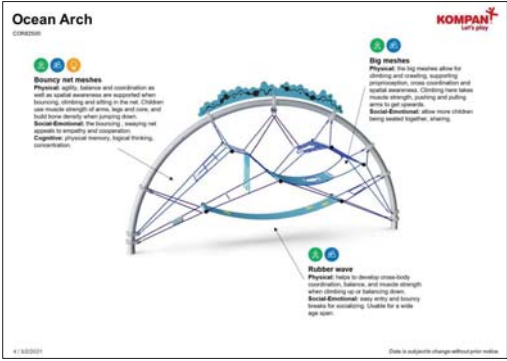 Ocean Arch
COR92500
KOMPAN
Let's play
Bouncy net meshes
Physical: agility, balance and coordination as
well as spatial awareness are supported when
bouncing, climbing and sitting in the net. Children
use muscle strength of arms, legs and core, and
build bone density when jumping down.
Social-Emotional: the bouncing , swaying net
appeals to empathy and cooperation.
Cognitive: physical memory, logical thinking,
concentration.
Big meshes
Physical: the big meshes allow for
climbing and crawling, supporting
proprioception, cross coordination and
spatial awareness. Climbing here takes
muscle strength, pushing and pulling
arms to get upwards.
Social-Emotional: allow more children
being seated together, sharing.
Rubber wave
Physical: helps to develop cross-body
coordination, balance, and muscle strength
when climbing up or balancing down.
Social-Emotional: easy entry and bouncy
breaks for socializing. Usable for a wide
age span.
4 / 3/2/2021
Data is subject to change without prior notice.